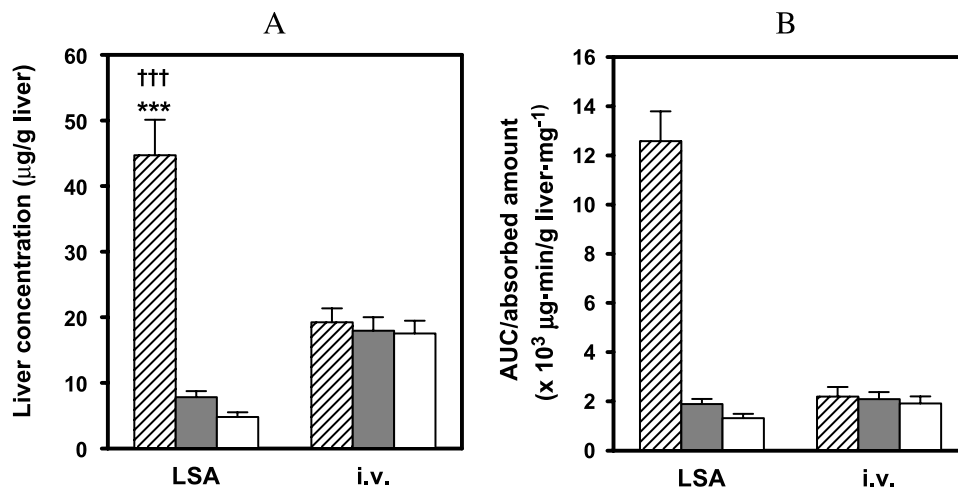 A
Liver concentration (μg/g liver)
60
50
40
30
20
10
0
†††
***
LSA
i.v.
B
AUC/absorbed amount
(x 10³ μg·min/g liver·mg⁻¹)
16
14
12
10
8
6
4
2
0
LSA
i.v.